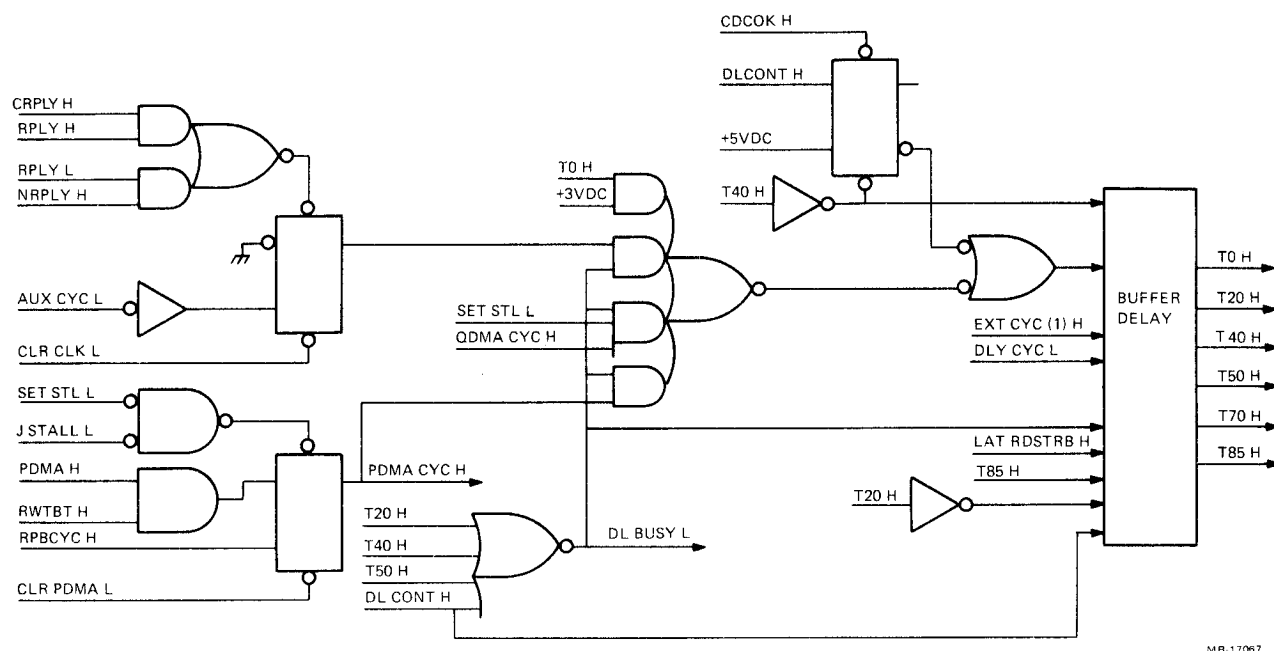 CDCOK H
DLCONT H
CRPLY H
RPLY H
+5VDC
T0 H
RPLY L
NRPLY H
+3VDC
T40 H
BUFFER
DELAY
T0 H
T20 H
T40 H
T50 H
T70 H
T85 H
AUX CYC L
SET STL L
QDMA CYC H
EXT CYC (1) H
DLY CYC L
CLR CLK L
SET STL L
J STALL L
LAT RDSTRB H
PDMA H
PDMA CYC H
T85 H
T20 H
RWTBT H
T20 H
RPBCYC H
T40 H
DL BUSY L
T50 H
CLR PDMA L
DL CONT H
MR-17067